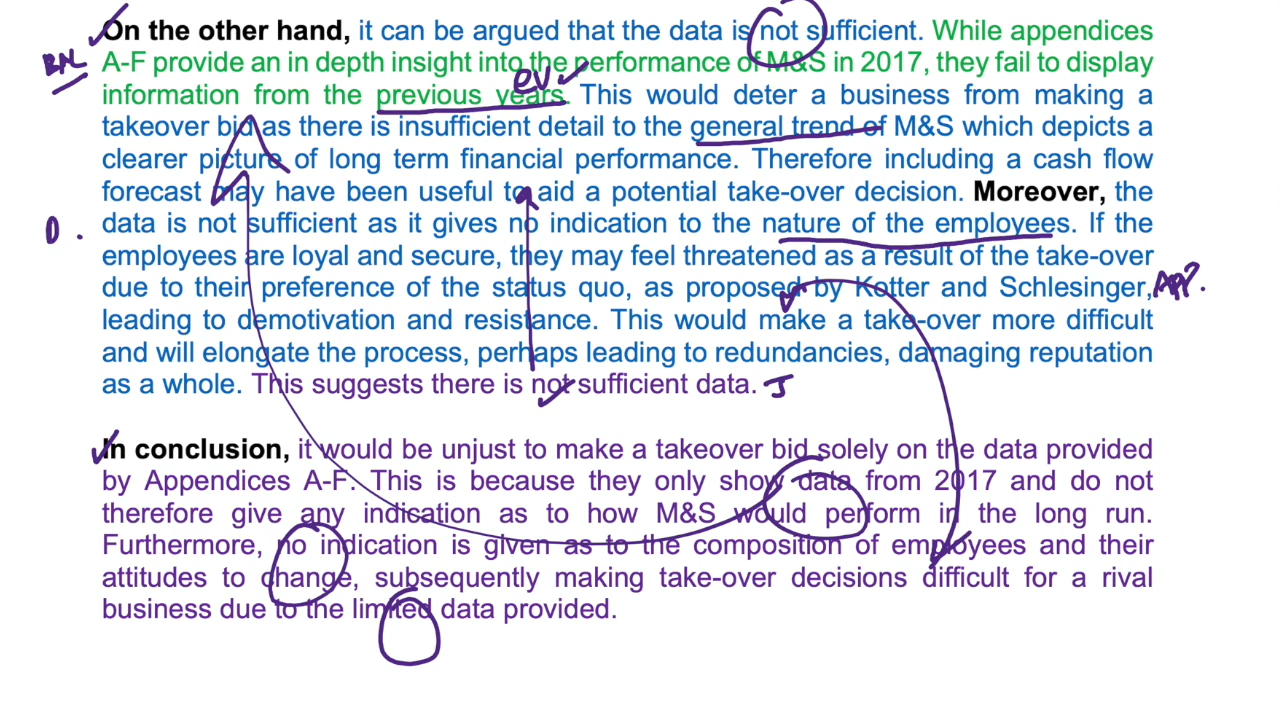 On the other hand, it can be argued that the data is not sufficient. While appendices
BAL A-F provide an in depth insight into the performance of M&S in 2017, they fail to display
EV
information from the previous years. This would deter a business from making a
takeover bid as there is insufficient detail to the general trend of M&S which depicts a
clearer picture of long term financial performance. Therefore including a cash flow
forecast may have been useful to aid a potential take-over decision. Moreover, the
D. data is not sufficient as it gives no indication to the nature of the employees. If the
employees are loyal and secure, they may feel threatened as a result of the take-over
due to their preference of the status quo, as proposed by Kotter and Schlesinger, APP?
leading to demotivation and resistance. This would make a take-over more difficult
and will elongate the process, perhaps leading to redundancies, damaging reputation
as a whole. This suggests there is not sufficient data. J
In conclusion, it would be unjust to make a takeover bid solely on the data provided
by Appendices A-F. This is because they only show data from 2017 and do not
therefore give any indication as to how M&S would perform in the long run.
Furthermore, no indication is given as to the composition of employees and their
attitudes to change, subsequently making take-over decisions difficult for a rival
business due to the limited data provided.